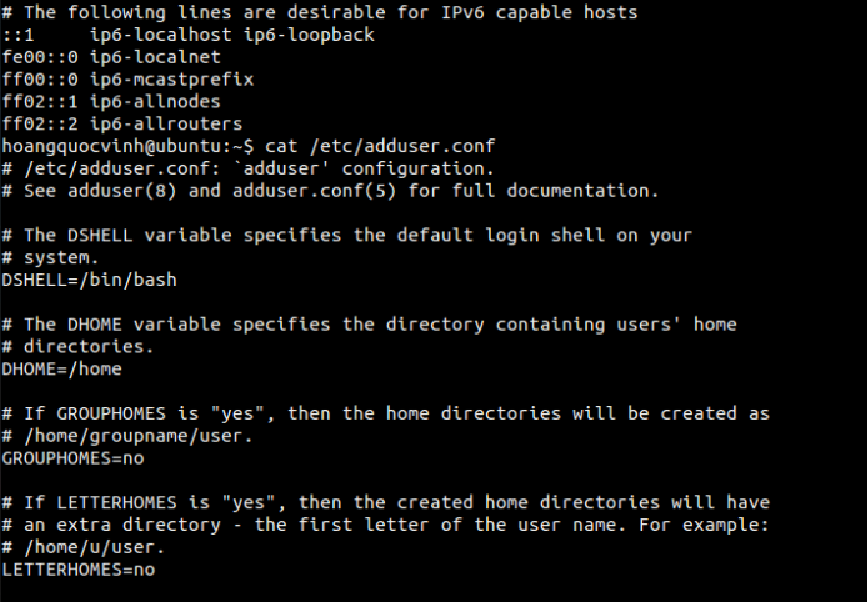 # The following lines are desirable for IPv6 capable hosts
::1     ip6-localhost ip6-loopback
fe00::0 ip6-localnet
ff00::0 ip6-mcastprefix
ff02::1 ip6-allnodes
ff02::2 ip6-allrouters
hoangquocvinh@ubuntu:~$ cat /etc/adduser.conf
# /etc/adduser.conf: `adduser' configuration.
# See adduser(8) and adduser.conf(5) for full documentation.

# The DSHELL variable specifies the default login shell on your
# system.
DSHELL=/bin/bash

# The DHOME variable specifies the directory containing users' home
# directories.
DHOME=/home

# If GROUPHOMES is "yes", then the home directories will be created as
# /home/groupname/user.
GROUPHOMES=no

# If LETTERHOMES is "yes", then the created home directories will have
# an extra directory - the first letter of the user name. For example:
# /home/u/user.
LETTERHOMES=no